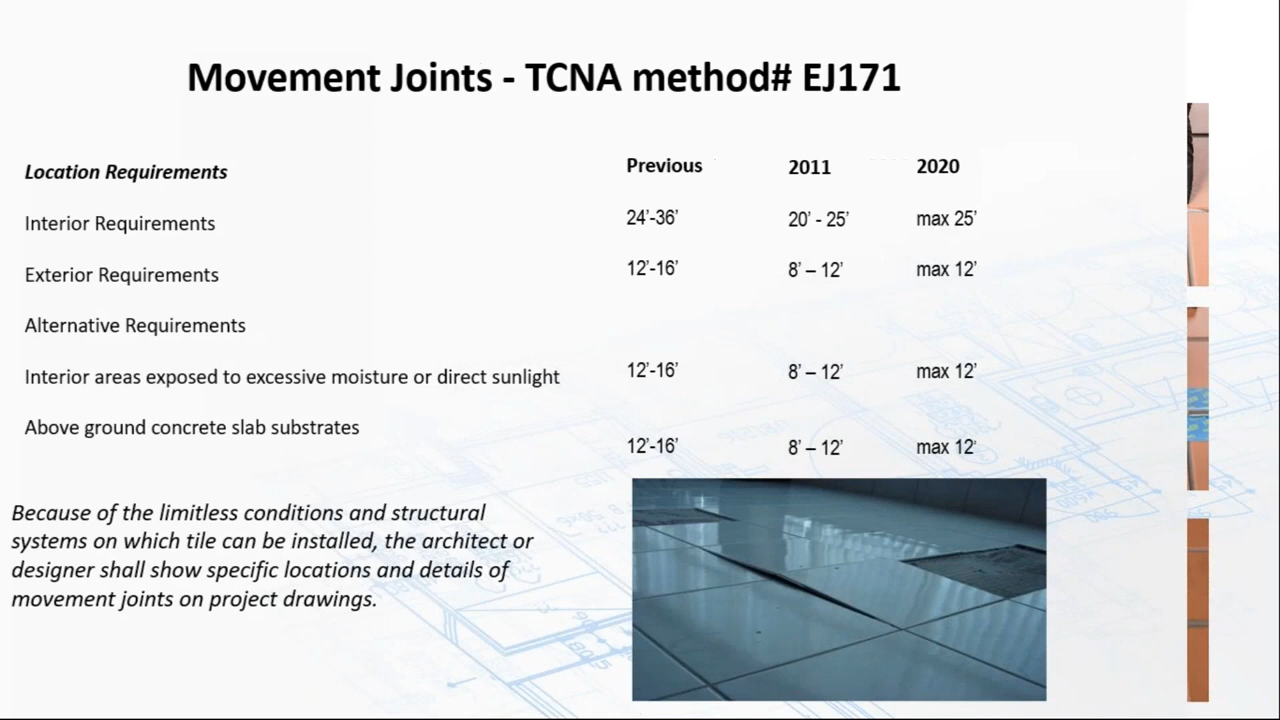 Movement Joints - TCNA method# EJ171
Location Requirements Previous 2011 2020
Interior Requirements 24’-36’ 20’ - 25’ max 25’
Exterior Requirements 12’-16’ 8’ – 12’ max 12’
Alternative Requirements
Interior areas exposed to excessive moisture or direct sunlight 12’-16’ 8’ – 12’ max 12’
Above ground concrete slab substrates 12’-16’ 8’ – 12’ max 12’
Because of the limitless conditions and structural
systems on which tile can be installed, the architect or
designer shall show specific locations and details of
movement joints on project drawings.